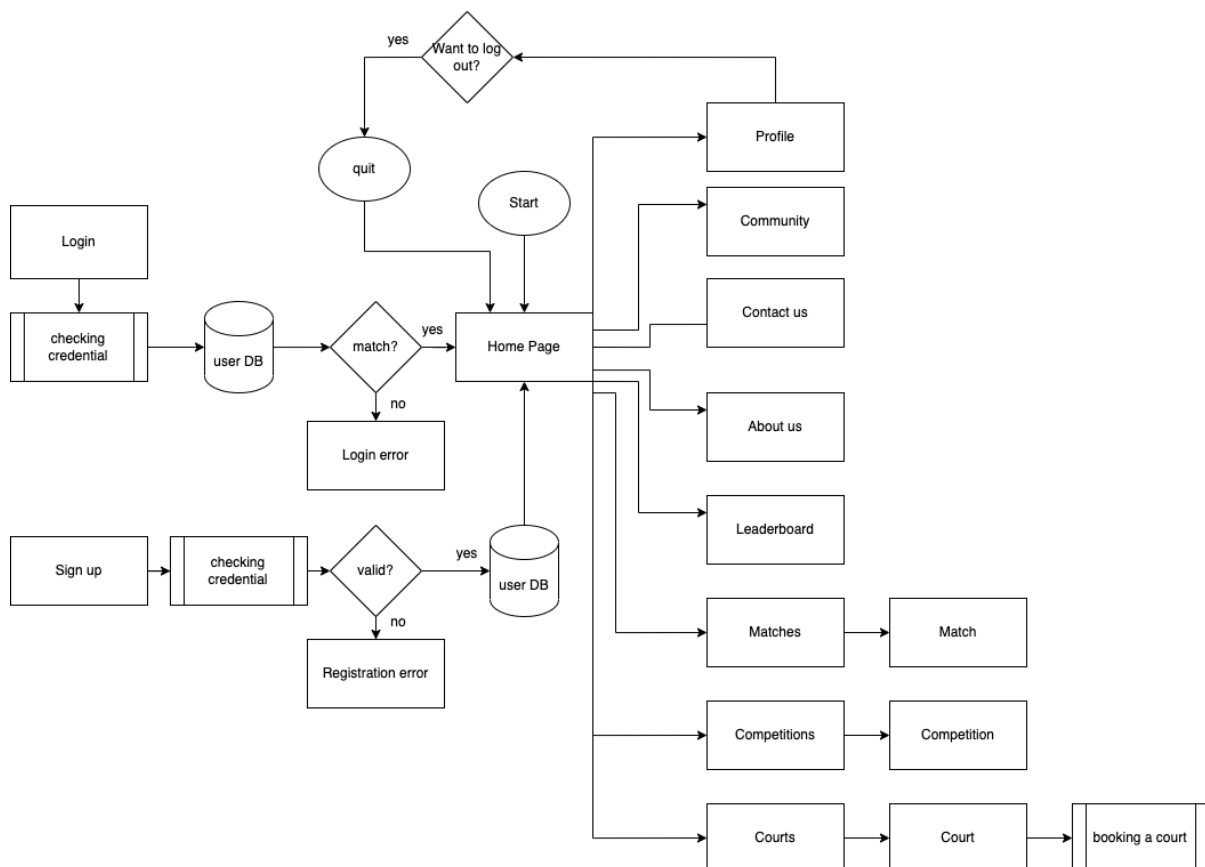 yes
Want to log
out?
Profile
quit
Start
Community
Login
Contact us
checking
credential
user DB
match?
yes
Home Page
no
About us
Login error
Leaderboard
Sign up
checking
credential
valid?
yes
user DB
no
Registration error
Matches
Match
Competitions
Competition
Courts
Court
booking a court